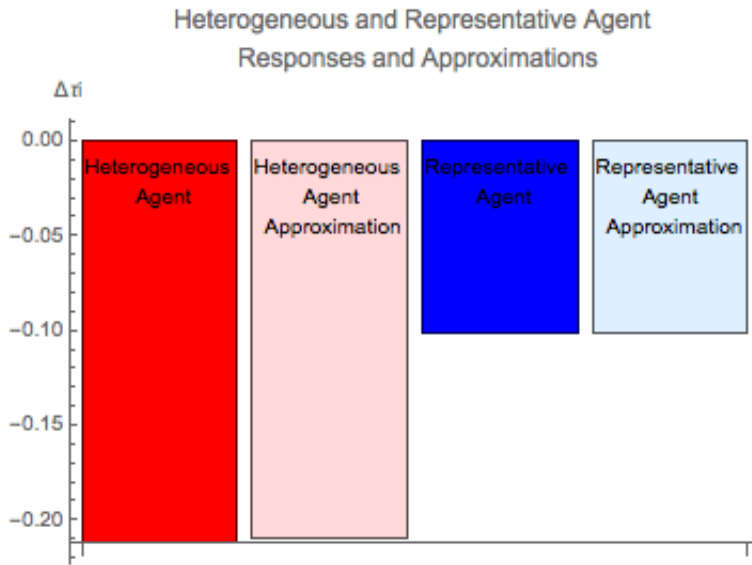 Heterogeneous and Representative Agent
Responses and Approximations
Δτi
0.00
-0.05
-0.10
-0.15
-0.20
Heterogeneous
Agent
Heterogeneous
Agent
Approximation
Representative
Agent
Representative
Agent
Approximation